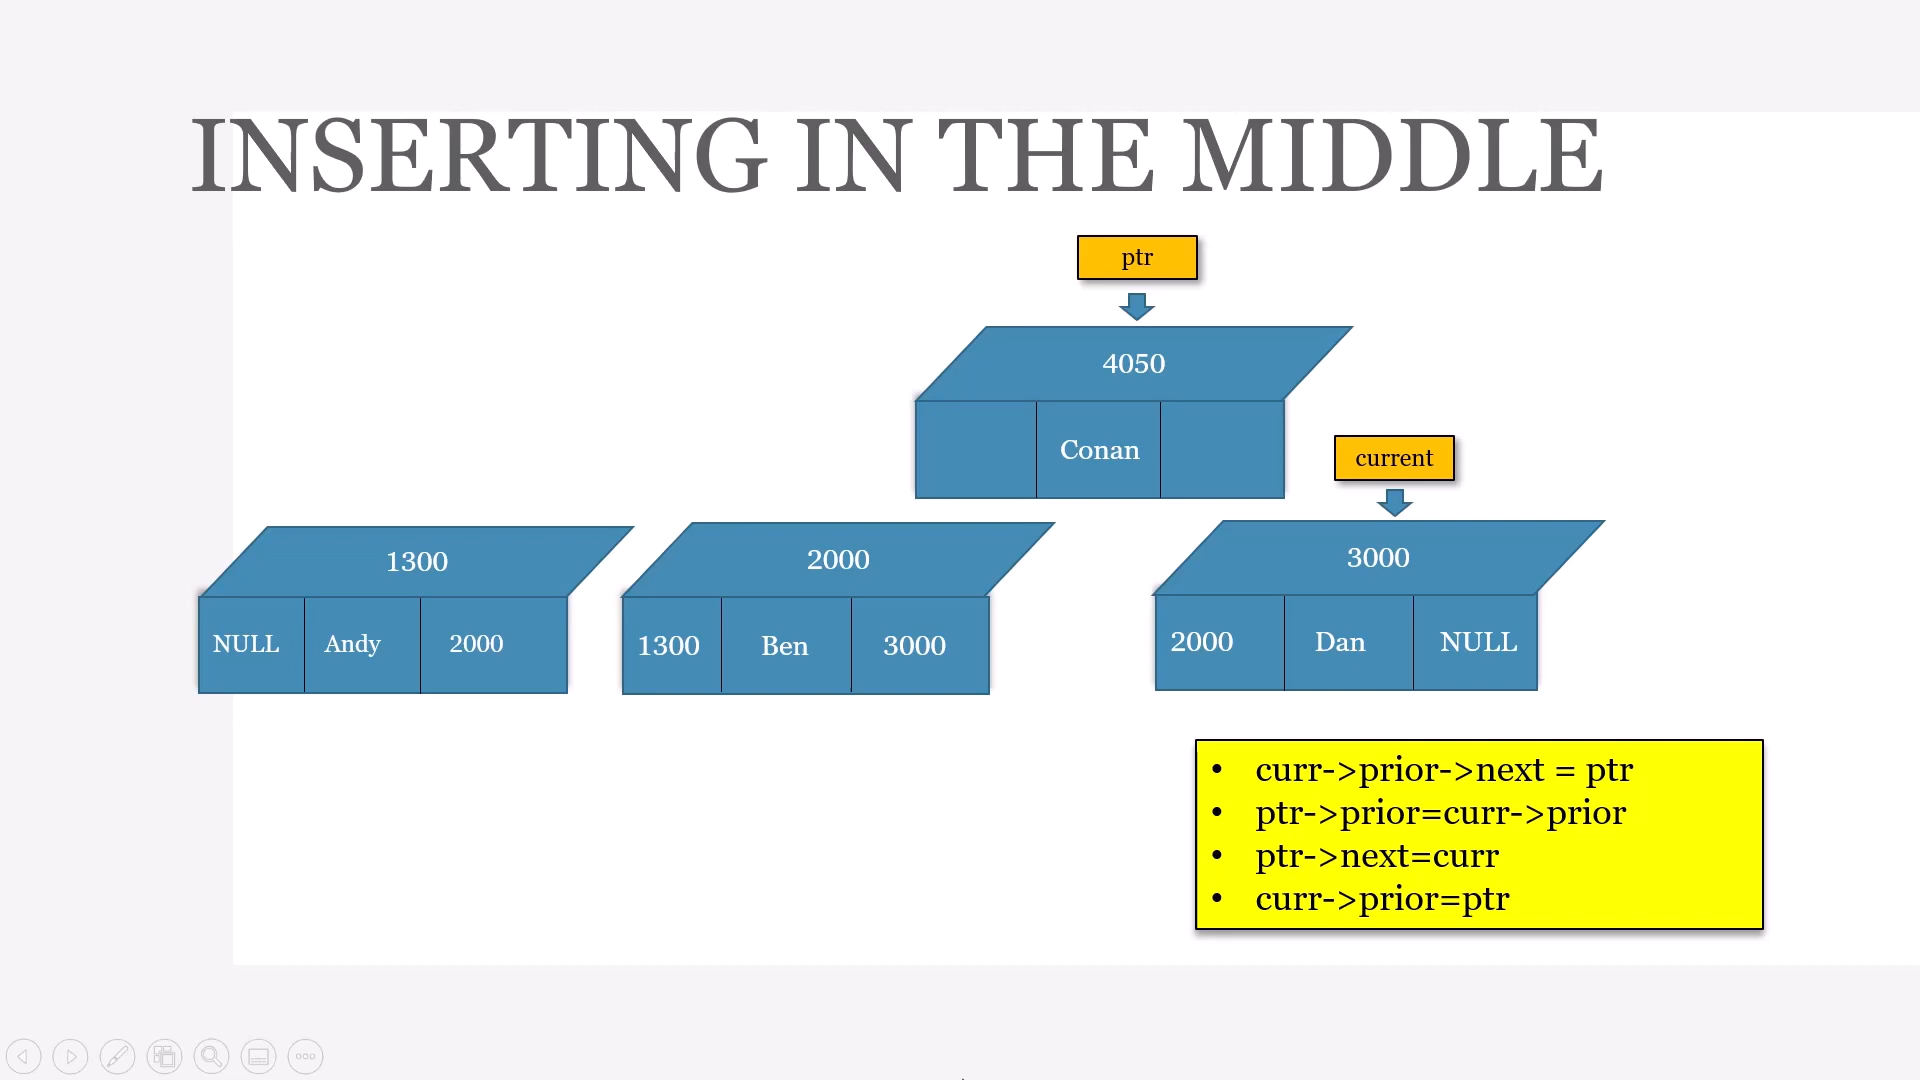 INSERTING IN THE MIDDLE
ptr
4050
Conan
current
1300
2000
3000
NULL Andy 2000
1300 Ben 3000
2000 Dan NULL
• curr->prior->next = ptr
• ptr->prior=curr->prior
• ptr->next=curr
• curr->prior=ptr